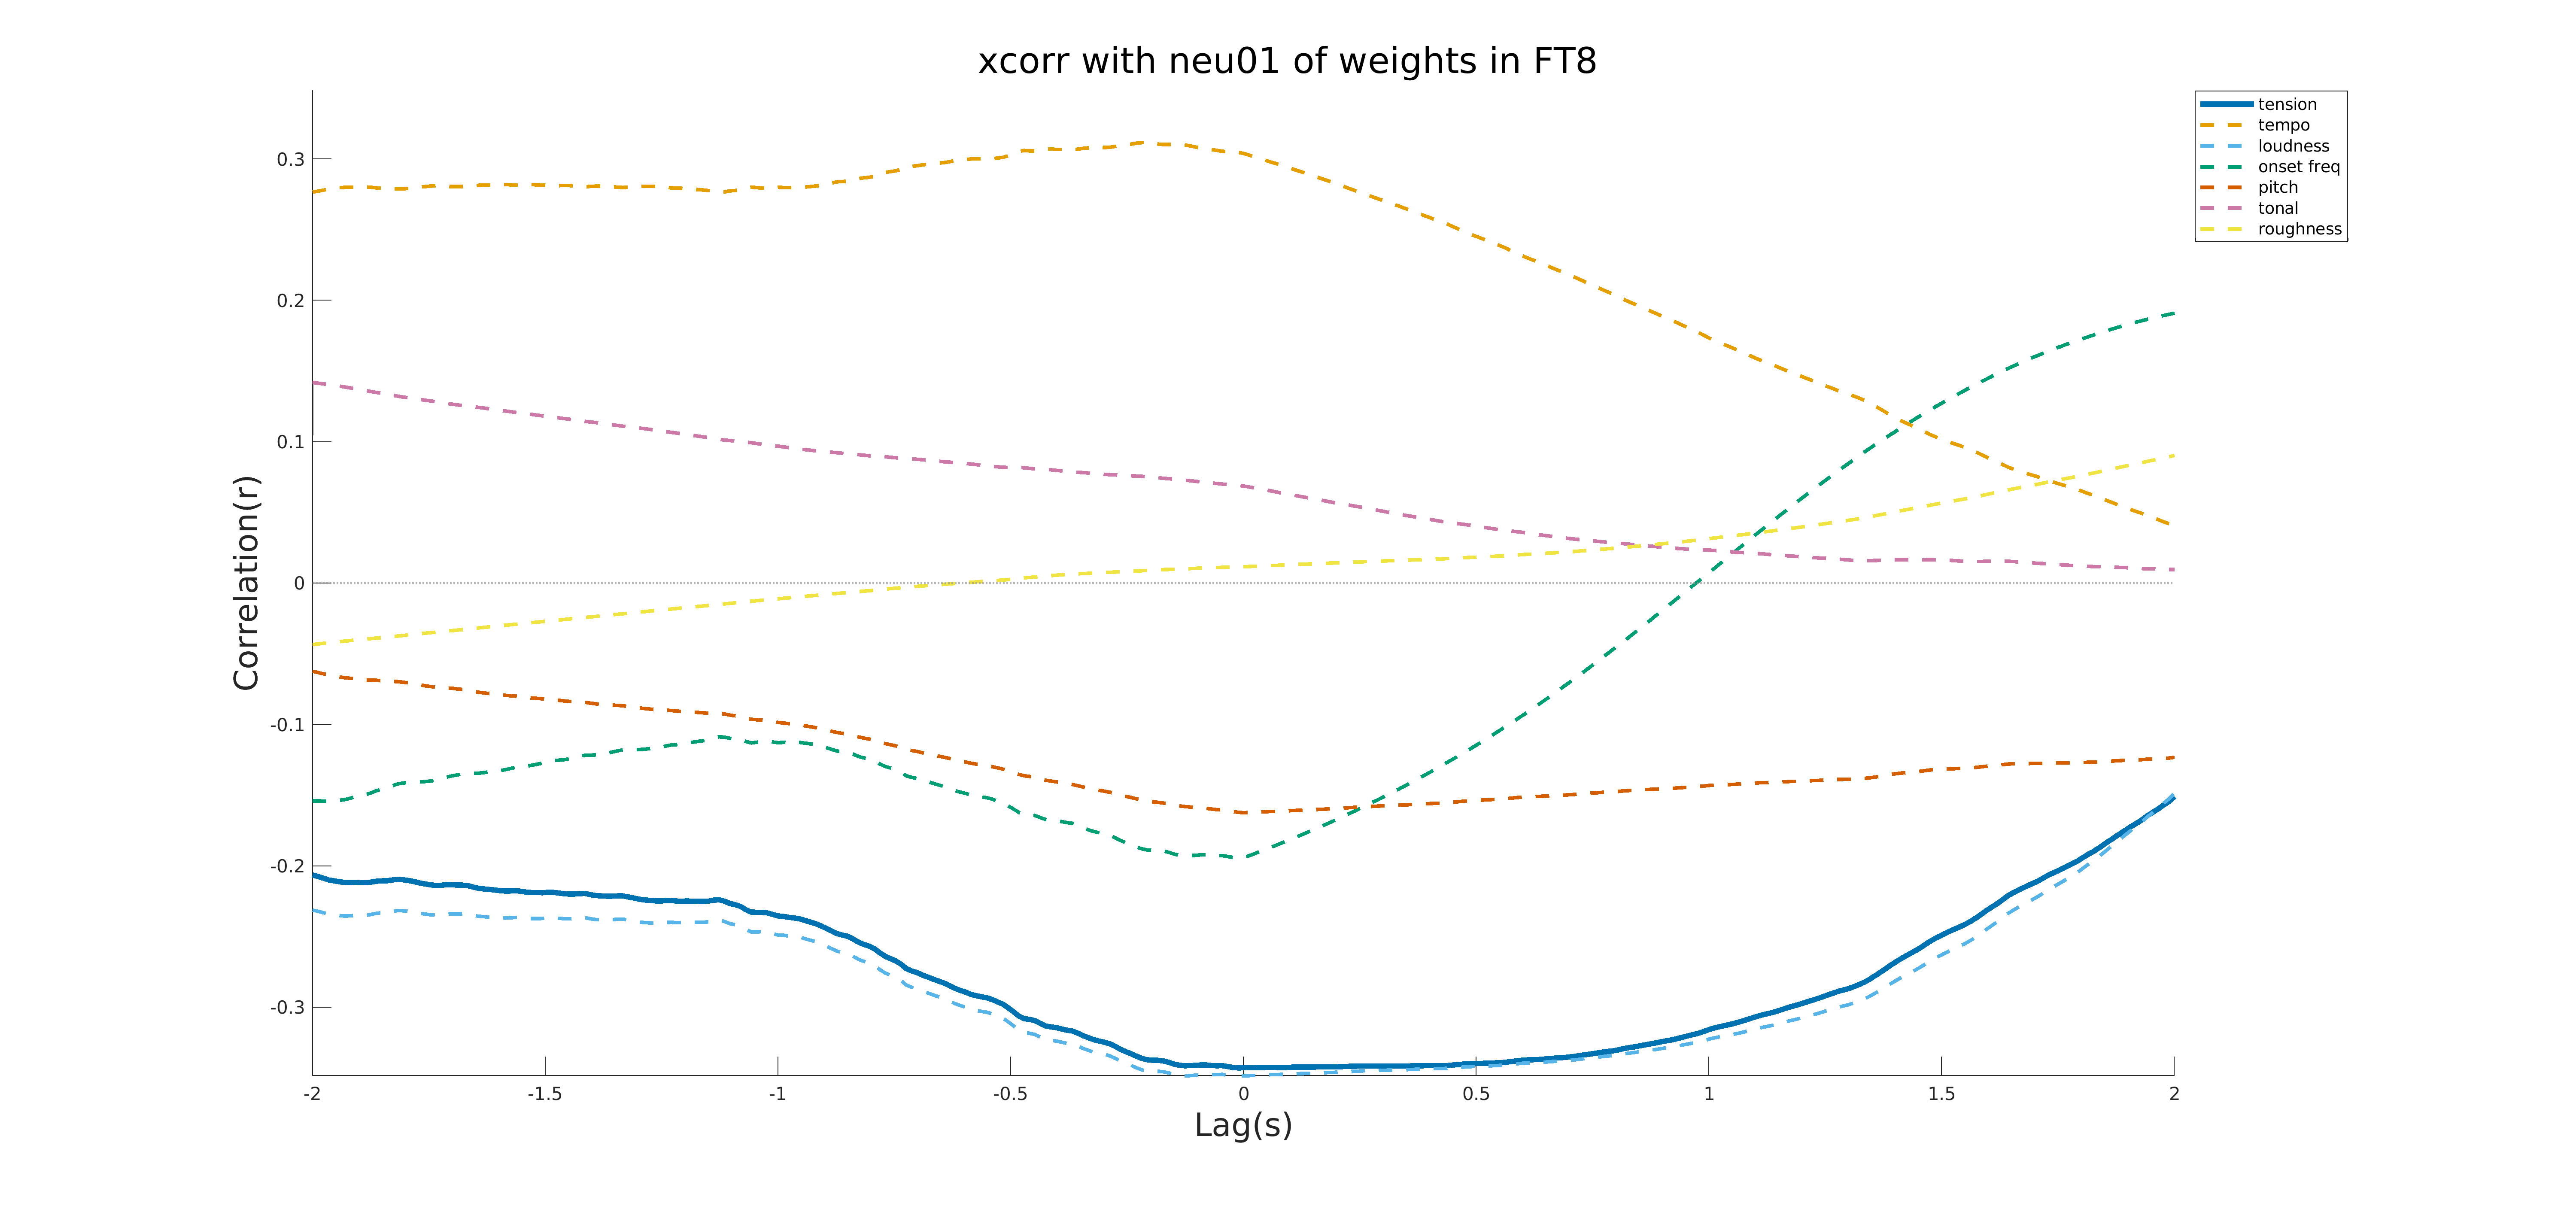 xcorr with neu01 of weights in FT8
tension
tempo
loudness
onset freq
pitch
tonal
roughness
Correlation(r)
0.3
0.2
0.1
0
-0.1
-0.2
-0.3
-2
-1.5
-1
-0.5
0
0.5
1
1.5
2
Lag(s)